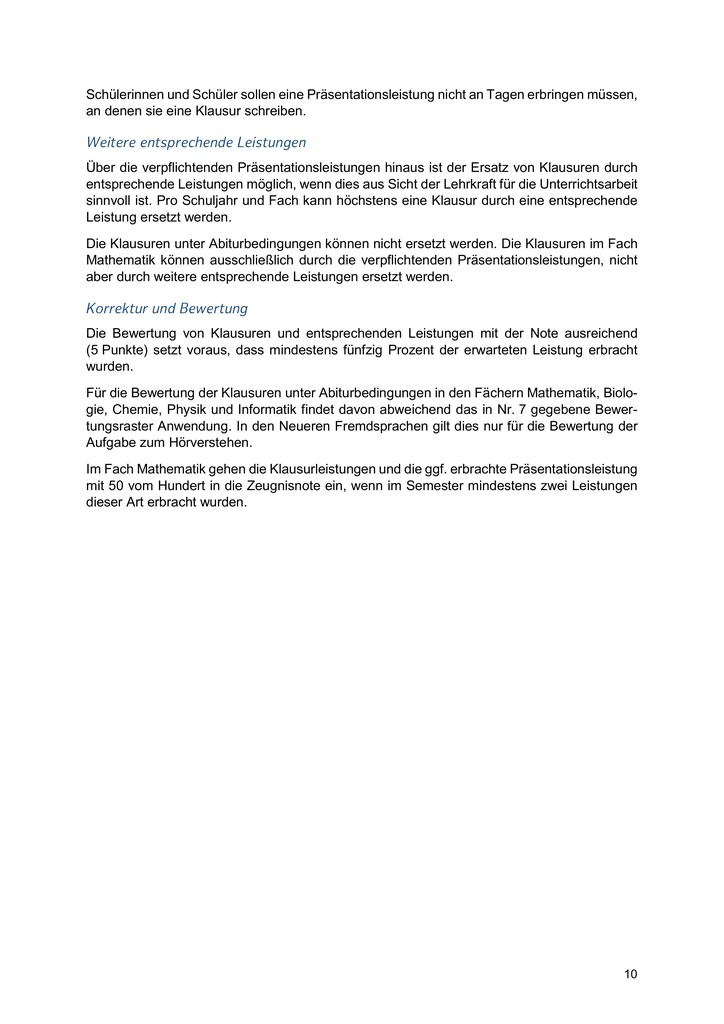 Schülerinnen und Schüler sollen eine Präsentationsleistung nicht an Tagen erbringen müssen,
an denen sie eine Klausur schreiben.
Weitere entsprechende Leistungen
Über die verpflichtenden Präsentationsleistungen hinaus ist der Ersatz von Klausuren durch
entsprechende Leistungen möglich, wenn dies aus Sicht der Lehrkraft für die Unterrichtsarbeit
sinnvoll ist. Pro Schuljahr und Fach kann höchstens eine Klausur durch eine entsprechende
Leistung ersetzt werden.
Die Klausuren unter Abiturbedingungen können nicht ersetzt werden. Die Klausuren im Fach
Mathematik können ausschließlich durch die verpflichtenden Präsentationsleistungen, nicht
aber durch weitere entsprechende Leistungen ersetzt werden.
Korrektur und Bewertung
Die Bewertung von Klausuren und entsprechenden Leistungen mit der Note ausreichend
(5 Punkte) setzt voraus, dass mindestens fünfzig Prozent der erwarteten Leistung erbracht
wurden.
Für die Bewertung der Klausuren unter Abiturbedingungen in den Fächern Mathematik, Biolo-
gie, Chemie, Physik und Informatik findet davon abweichend das in Nr. 7 gegebene Bewer-
tungsraster Anwendung. In den Neueren Fremdsprachen gilt dies nur für die Bewertung der
Aufgabe zum Hörverstehen.
Im Fach Mathematik gehen die Klausurleistungen und die ggf. erbrachte Präsentationsleistung
mit 50 vom Hundert in die Zeugnisnote ein, wenn im Semester mindestens zwei Leistungen
dieser Art erbracht wurden.
10